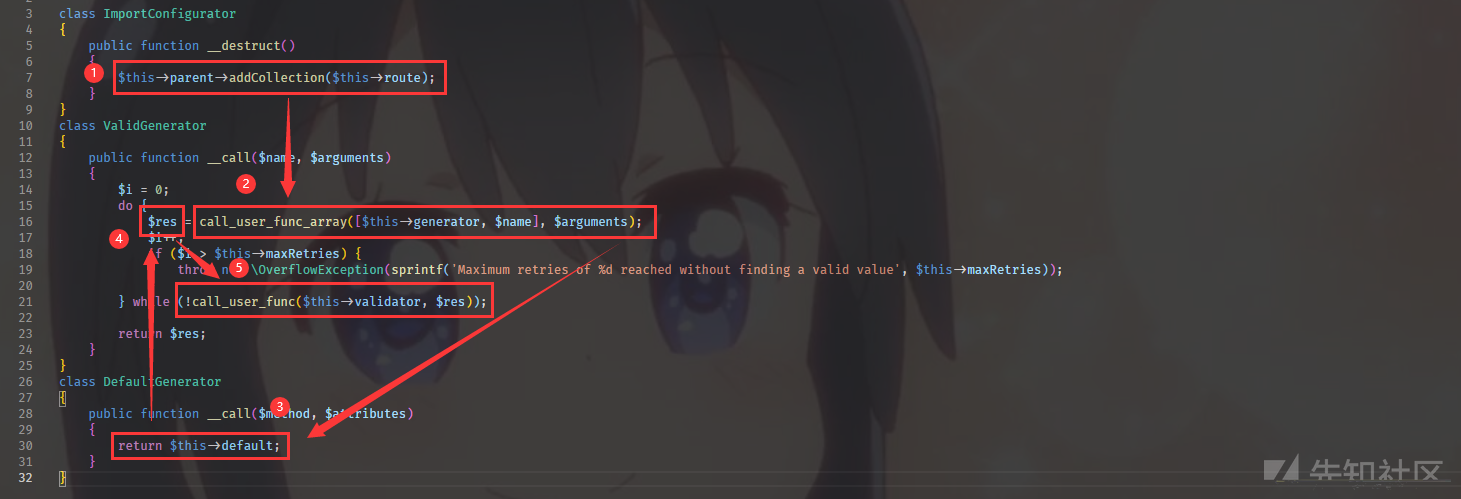 3 class ImportConfigurator
4 {
5 public function __destruct()
6 {
7 $this->parent->addCollection($this->route);
8 }
9 }
10 class ValidGenerator
11 {
12 public function __call($name, $arguments)
13 {
14 $i = 0;
15 do {
16 $res = call_user_func_array([$this->generator, $name], $arguments);
17 $i++;
18 if ($i > $this->maxRetries) {
19 \OverflowException(sprintf('Maximum retries of %d reached without finding a valid value', $this->maxRetries));
20
21 } while (!call_user_func($this->validator, $res));
22
23 return $res;
24 }
25 }
26 class DefaultGenerator
27 {
28 public function __call($method, $attributes)
29 {
30 return $this->default;
31 }
32 }
1
2
4
5
3
先知社区